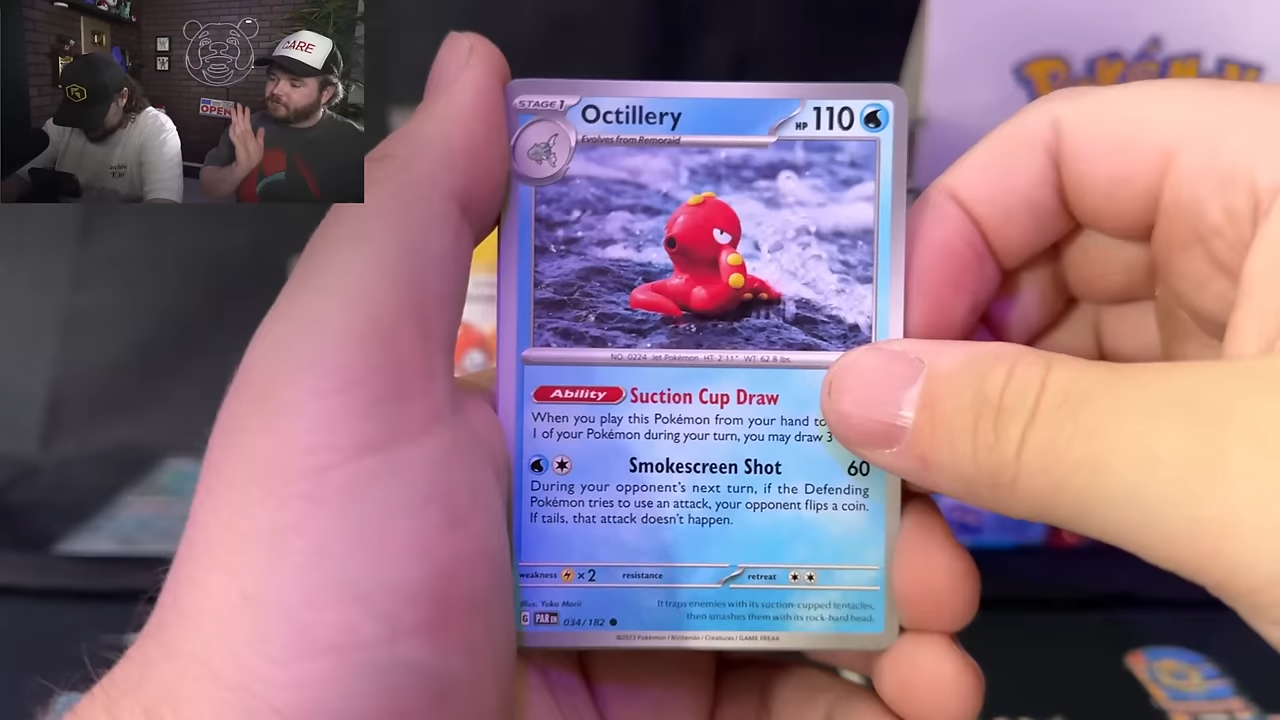 CARE
OPEN
Pokémon
STAGE 1
Octillery
HP 110
Evolves from Remoraid
NO. 0224 Jet Pokémon HT: 2'11" WT: 62.8 lbs.
Ability Suction Cup Draw
When you play this Pokémon from your hand to
1 of your Pokémon during your turn, you may draw 3
Smokescreen Shot 60
During your opponent's next turn, if the Defending
Pokémon tries to use an attack, your opponent flips a coin.
If tails, that attack doesn't happen.
weakness ×2 resistance retreat
Illus. Yuka Morii
It traps enemies with its suction-cupped tentacles,
then smashes them with its rock-hard head.
G PAR EN 034/182
©2023 Pokémon / Nintendo / Creatures / GAME FREAK